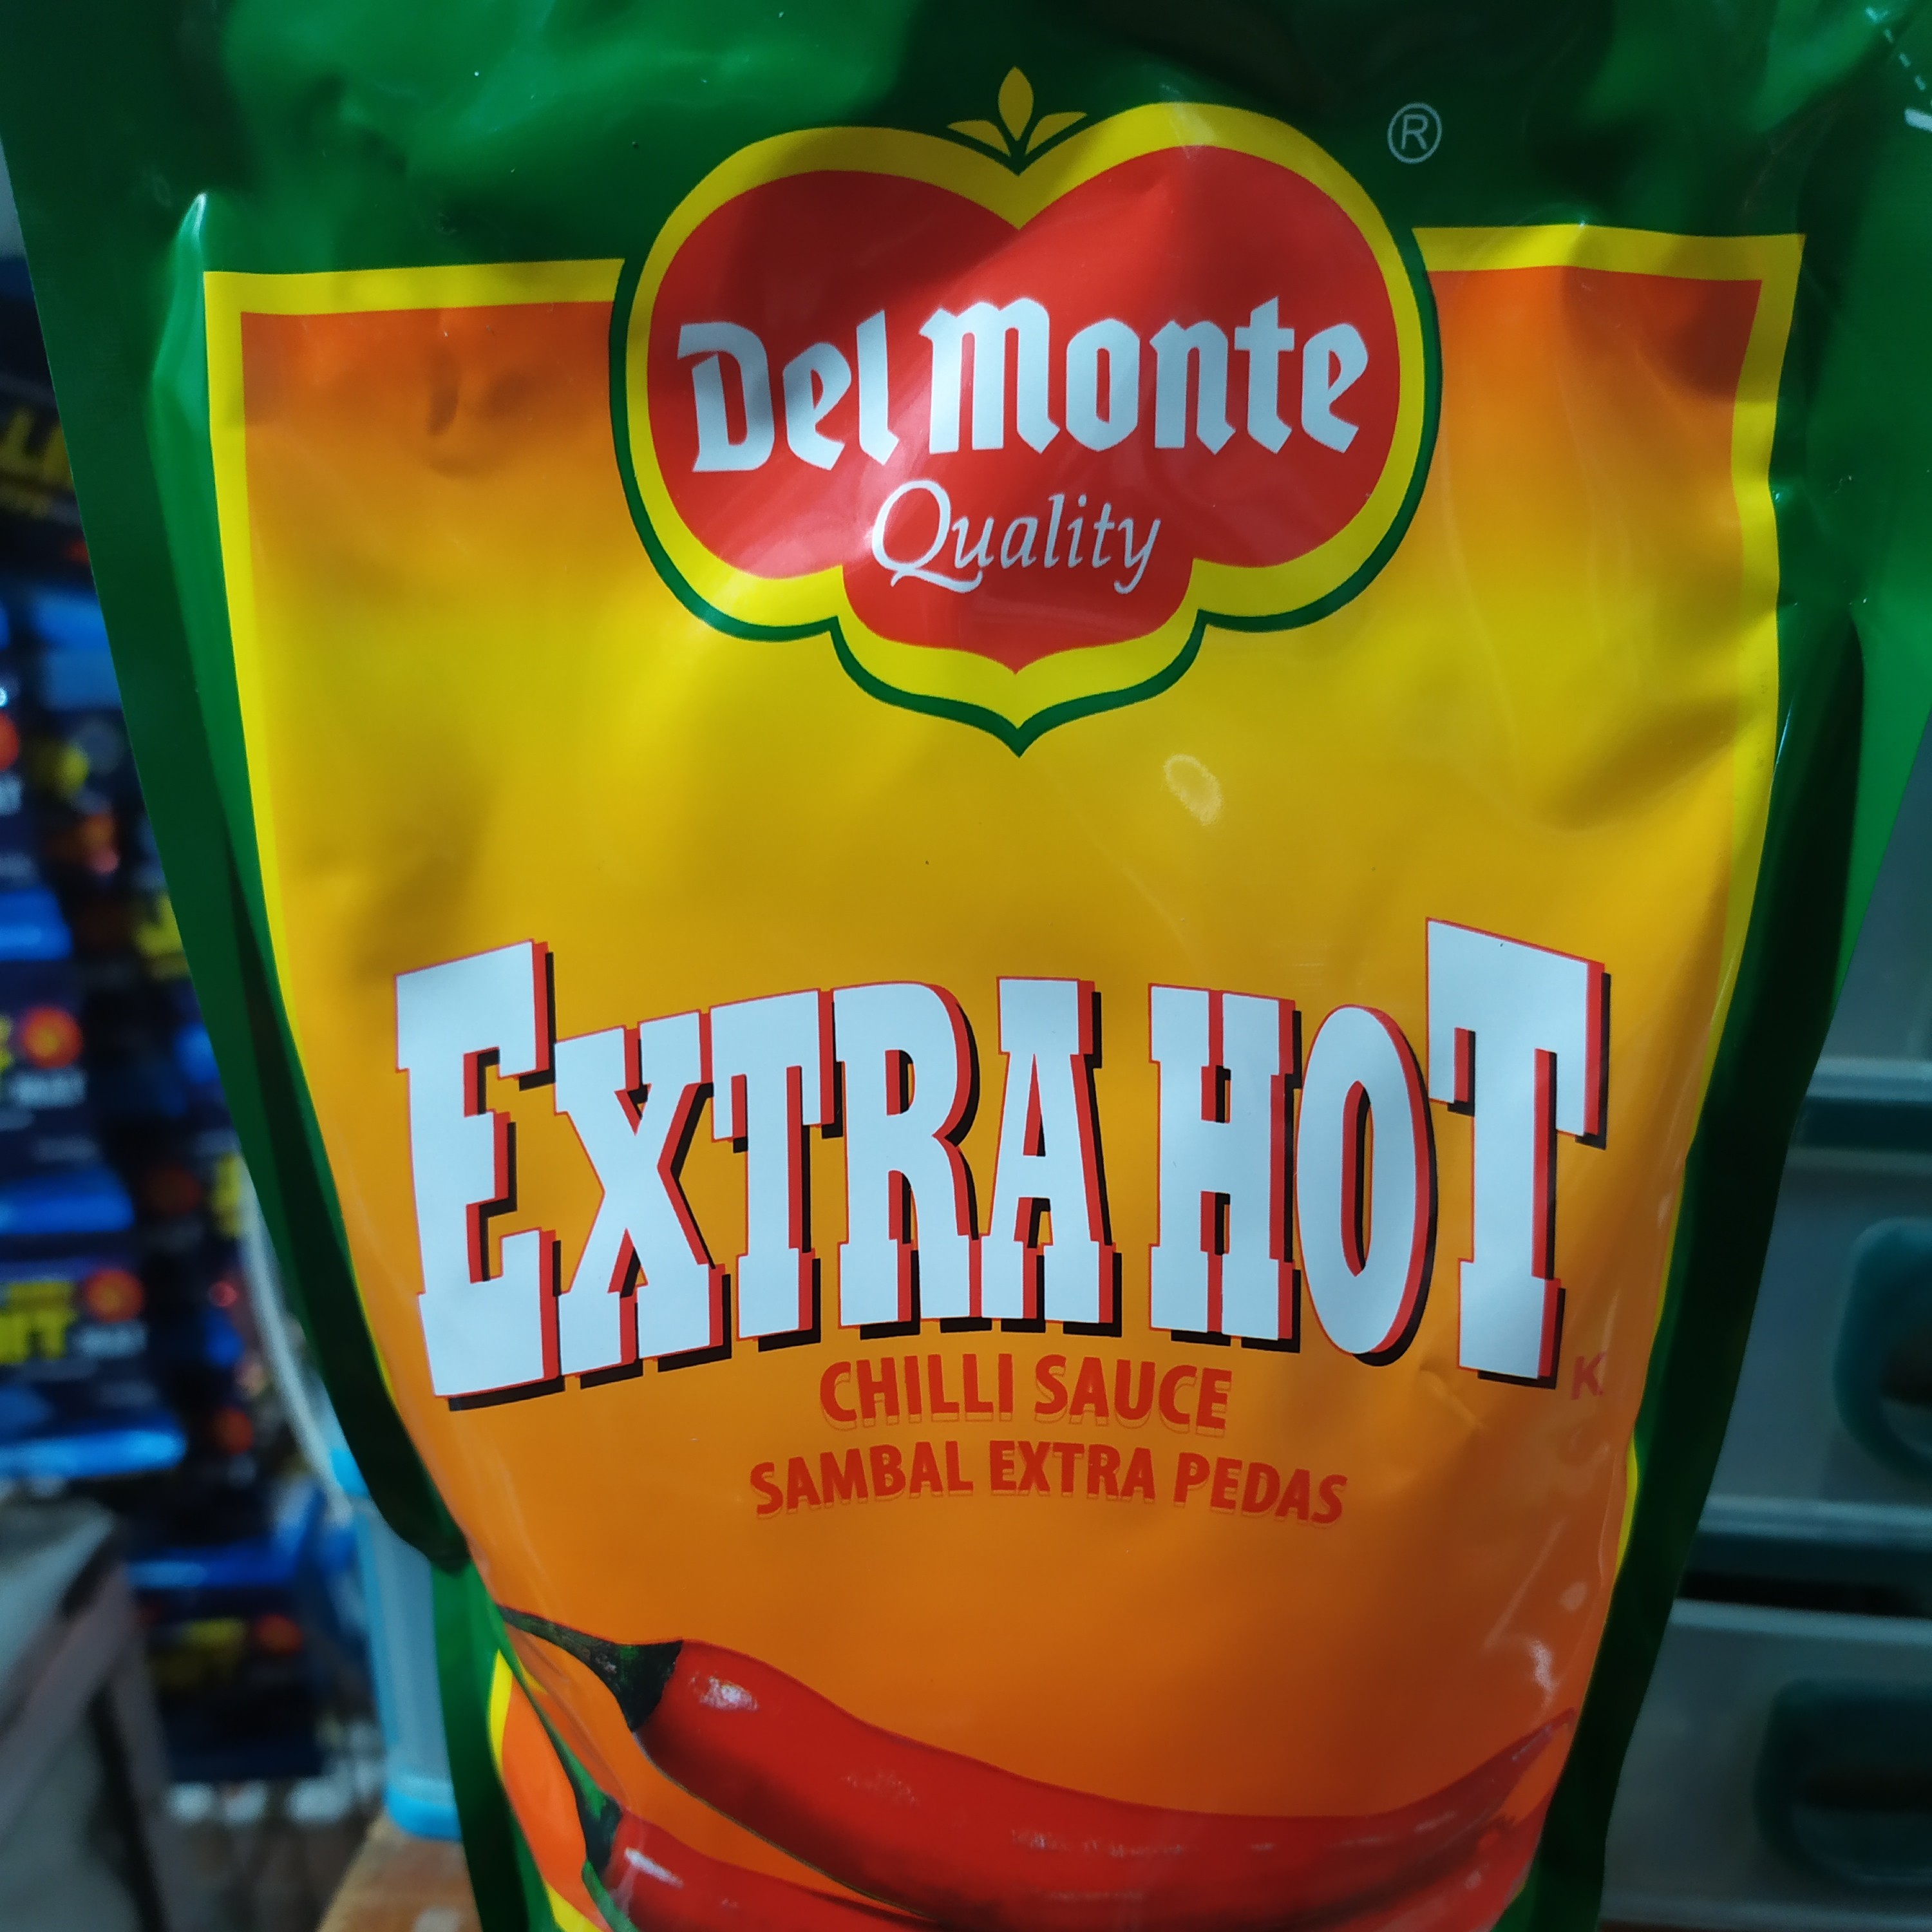 ®
Del Monte
Quality
EXTRA HOT
K.
CHILLI SAUCE
SAMBAL EXTRA PEDAS